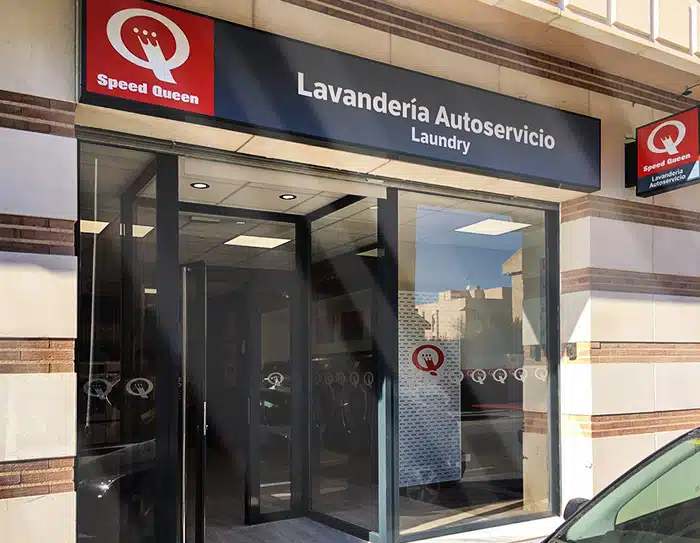 Speed Queen
Lavandería Autoservicio
Laundry
Speed Queen
Lavandería
Autoservicio